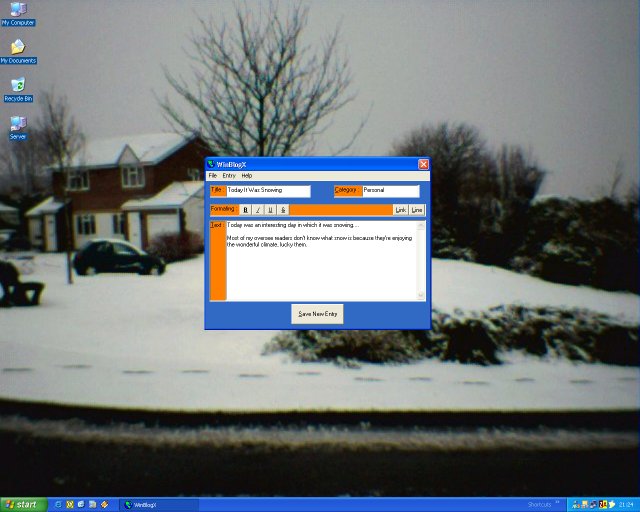 My Computer
My Documents
Recycle Bin
Server
WinBlogX
File Entry Help
Title : Today It Was Snowing Category : Personal
Formating : B I U S Link Line
Text : Today was an interesting day in which it was snowing....
Most of my oversee readers don't know what snow is because they're enjoying
the wonderful climate, lucky them.
Save New Entry
start WinBlogX Shortcuts » 21:24